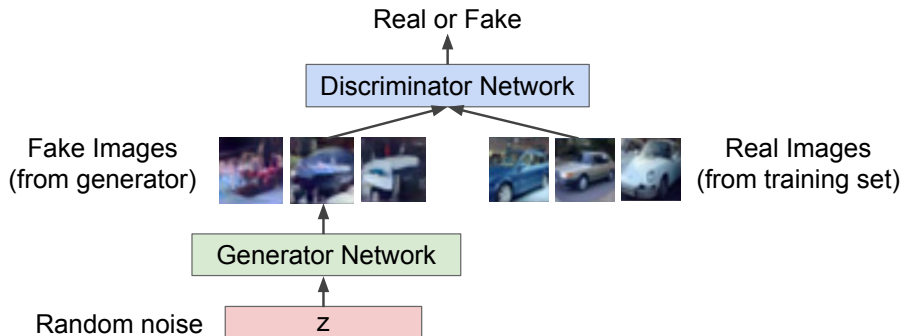 Real or Fake
Discriminator Network
Fake Images
(from generator)
Real Images
(from training set)
Generator Network
Random noise
z